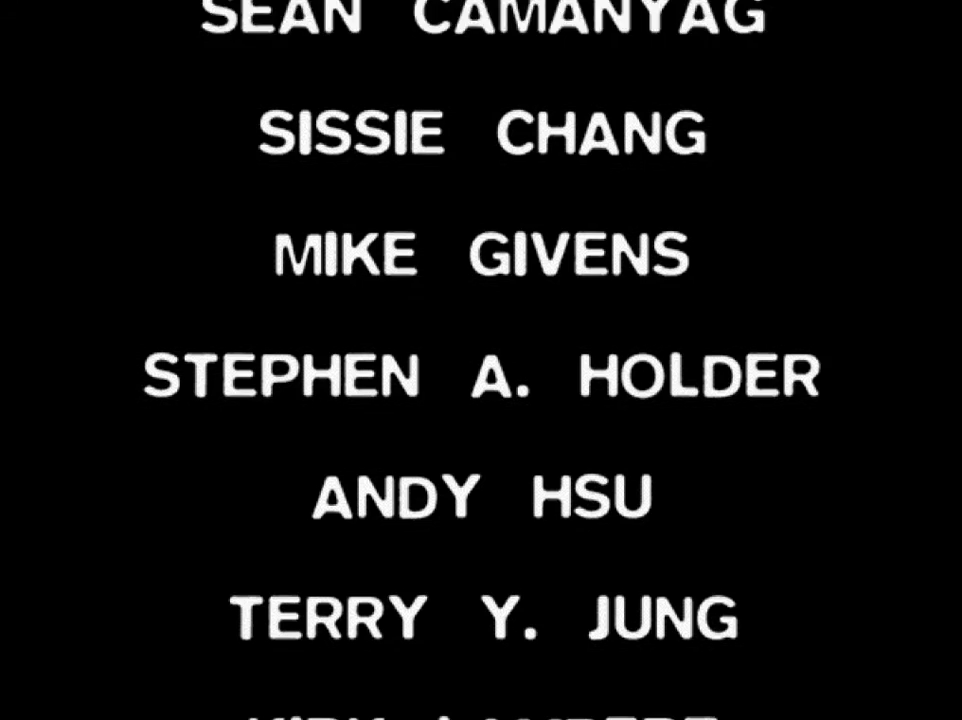 SEAN CAMANYAG
SISSIE CHANG
MIKE GIVENS
STEPHEN A. HOLDER
ANDY HSU
TERRY Y. JUNG